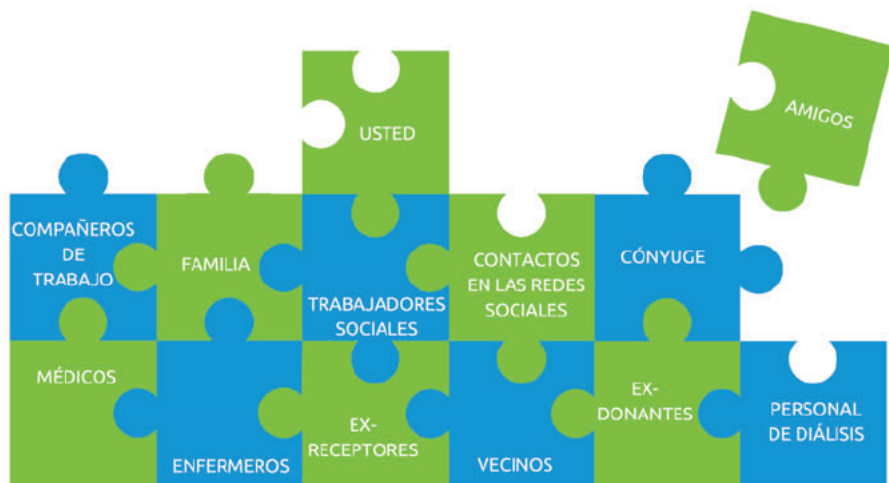 USTED
AMIGOS
COMPAÑEROS
DE
TRABAJO
FAMILIA
TRABAJADORES
SOCIALES
CONTACTOS
EN LAS REDES
SOCIALES
CÓNYUGE
MÉDICOS
ENFERMEROS
EX-
RECEPTORES
VECINOS
EX-
DONANTES
PERSONAL
DE DIÁLISIS